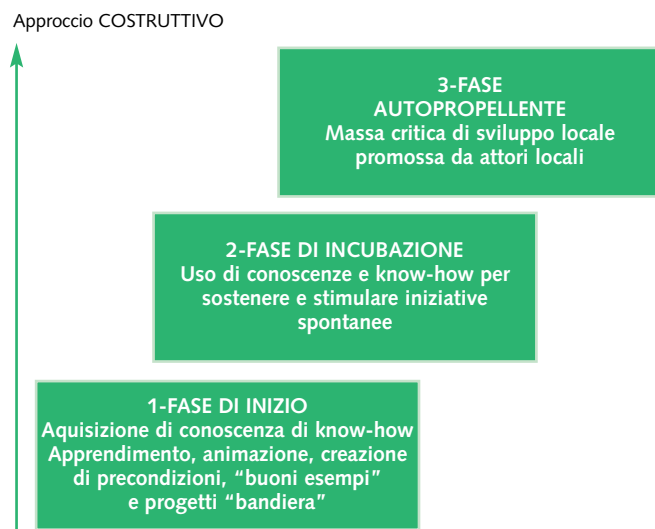 Approccio COSTRUTTIVO
3-FASE
AUTOPROPELLENTE
Massa critica di sviluppo locale
promossa da attori locali
2-FASE DI INCUBAZIONE
Uso di conoscenze e know-how per
sostenere e stimulare iniziative
spontanee
1-FASE DI INIZIO
Aquisizione di conoscenza di know-how
Apprendimento, animazione, creazione
di precondizioni, “buoni esempi”
e progetti “bandiera”